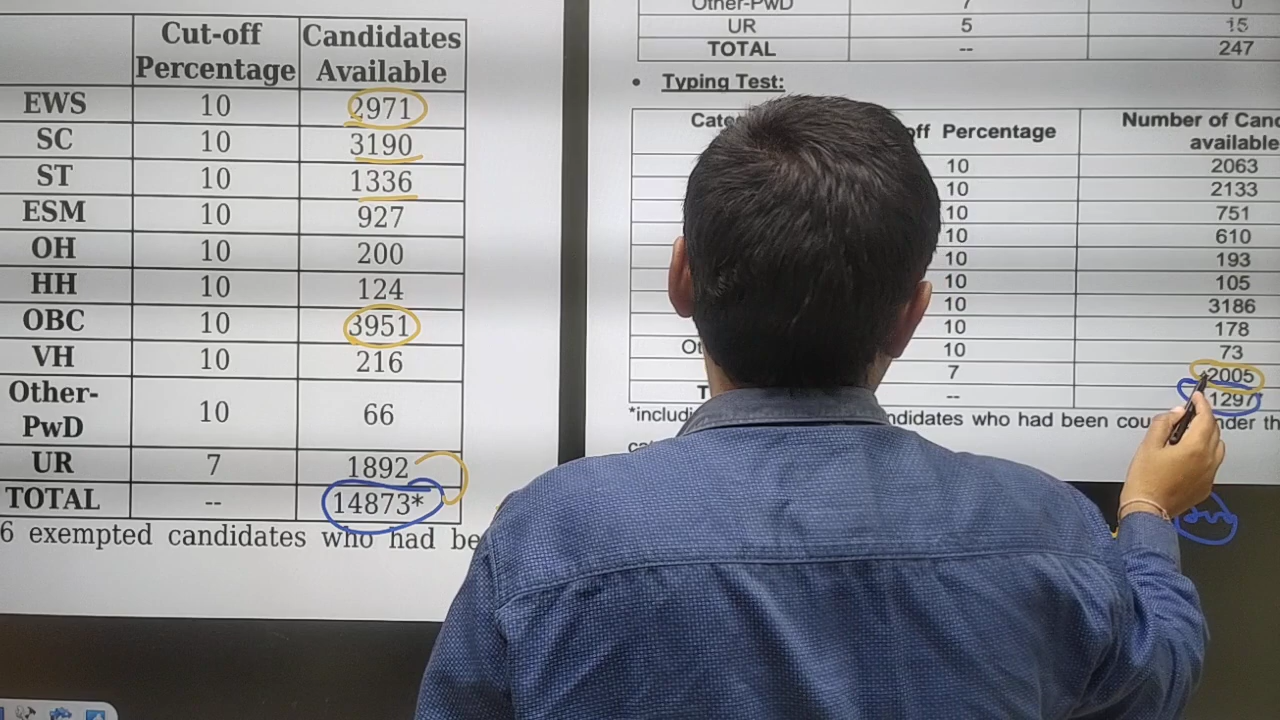 Cut-off Percentage Candidates Available
EWS 10 2971
SC 10 3190
ST 10 1336
ESM 10 927
OH 10 200
HH 10 124
OBC 10 3951
VH 10 216
Other-PwD 10 66
UR 7 1892
TOTAL -- 14873*
6 exempted candidates who had be
Other-PwD 7 0
UR 5 15
TOTAL -- 247
• Typing Test:
Cate off Percentage Number of Canc available
10 2063
10 2133
10 751
10 610
10 193
10 105
10 3186
10 178
Ot 10 73
7 2005
T -- 1297
*includi ndidates who had been cou nder th